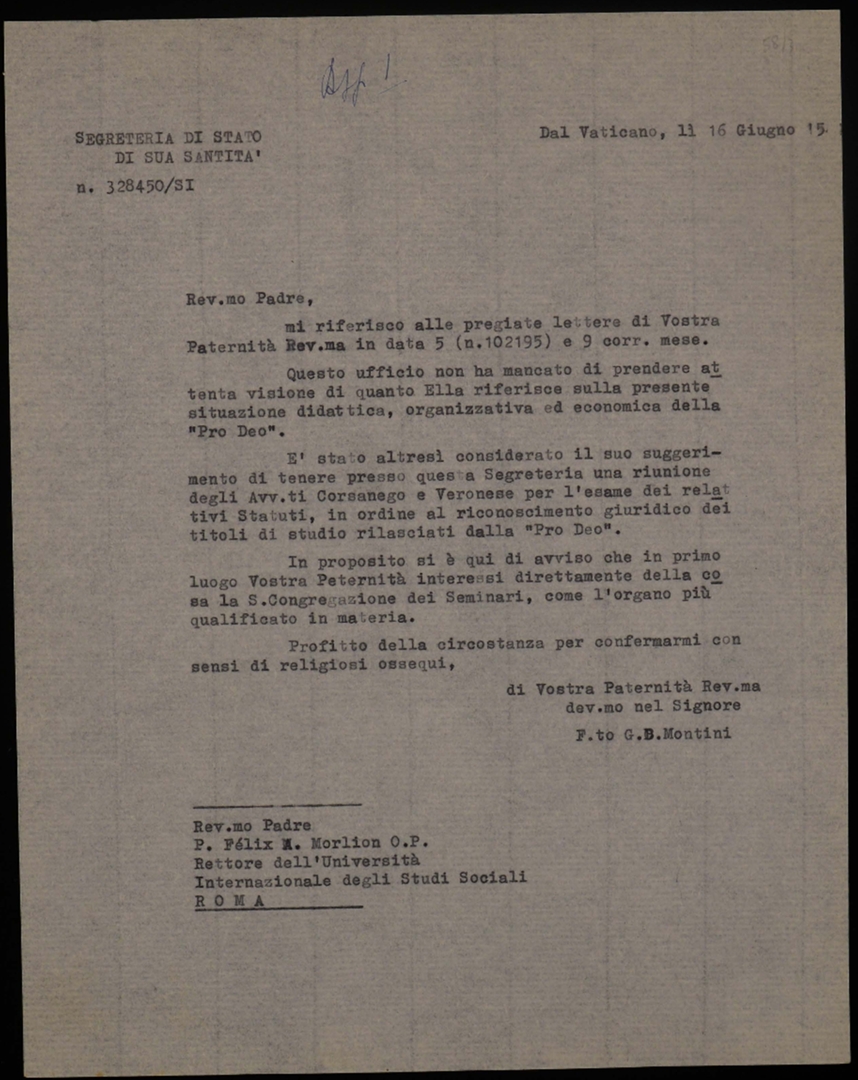 58/1
All 1
SEGRETERIA DI STATO
DI SUA SANTITA'
Dal Vaticano, lì 16 Giugno
n. 328450/SI
Rev.mo Padre,
mi riferisco alle pregiate lettere di Vostra
Paternità Rev.ma in data 5 (n.102195) e 9 corr. mese.
Questo ufficio non ha mancato di prendere at
tenta visione di quanto Ella riferisce sulla presente
situazione didattica, organizzativa ed economica della
"Pro Deo".
E' stato altresì considerato il suo suggeri-
mento di tenere presso questa Segreteria una riunione
degli Avv.ti Corsanego e Veronese per l'esame dei relat
tivi Statuti, in ordine al riconoscimento giuridico dei
titoli di studio rilasciati dalla "Pro Deo".
In proposito si è qui di avviso che in primo
luogo Vostra Peternità interessi direttamente della co
sa la S.Congregazione dei Seminari, come l'organo più
qualificato in materia.
Profitto della circostanza per confermarmi con
sensi di religiosi ossequi,
di Vostra Paternità Rev.ma
dev.mo nel Signore
F.to G.B.Montini
Rev.mo Padre
P. Félix A. Morlion O.P.
Rettore dell'Università
Internazionale degli Studi Sociali
R O M A